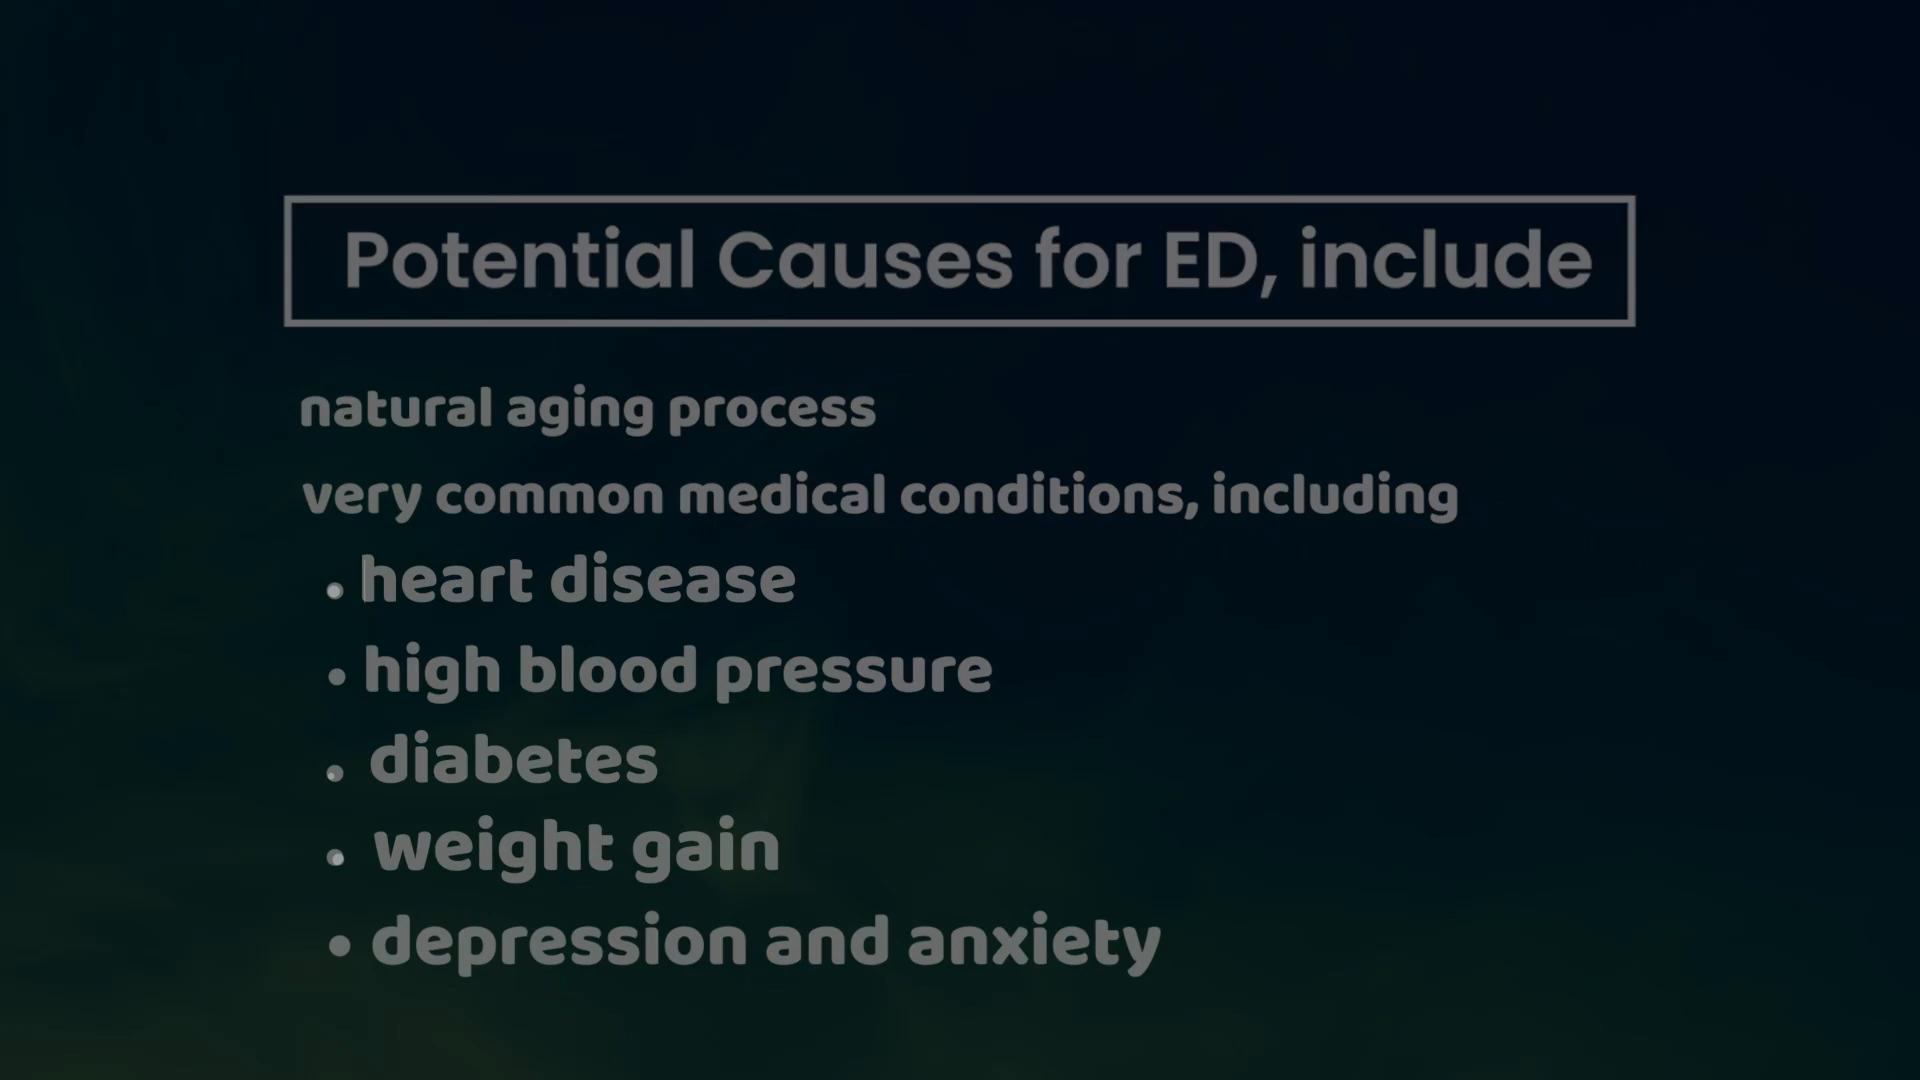 Potential Causes for ED, include
natural aging process
very common medical conditions, including
• heart disease
• high blood pressure
• diabetes
• weight gain
• depression and anxiety